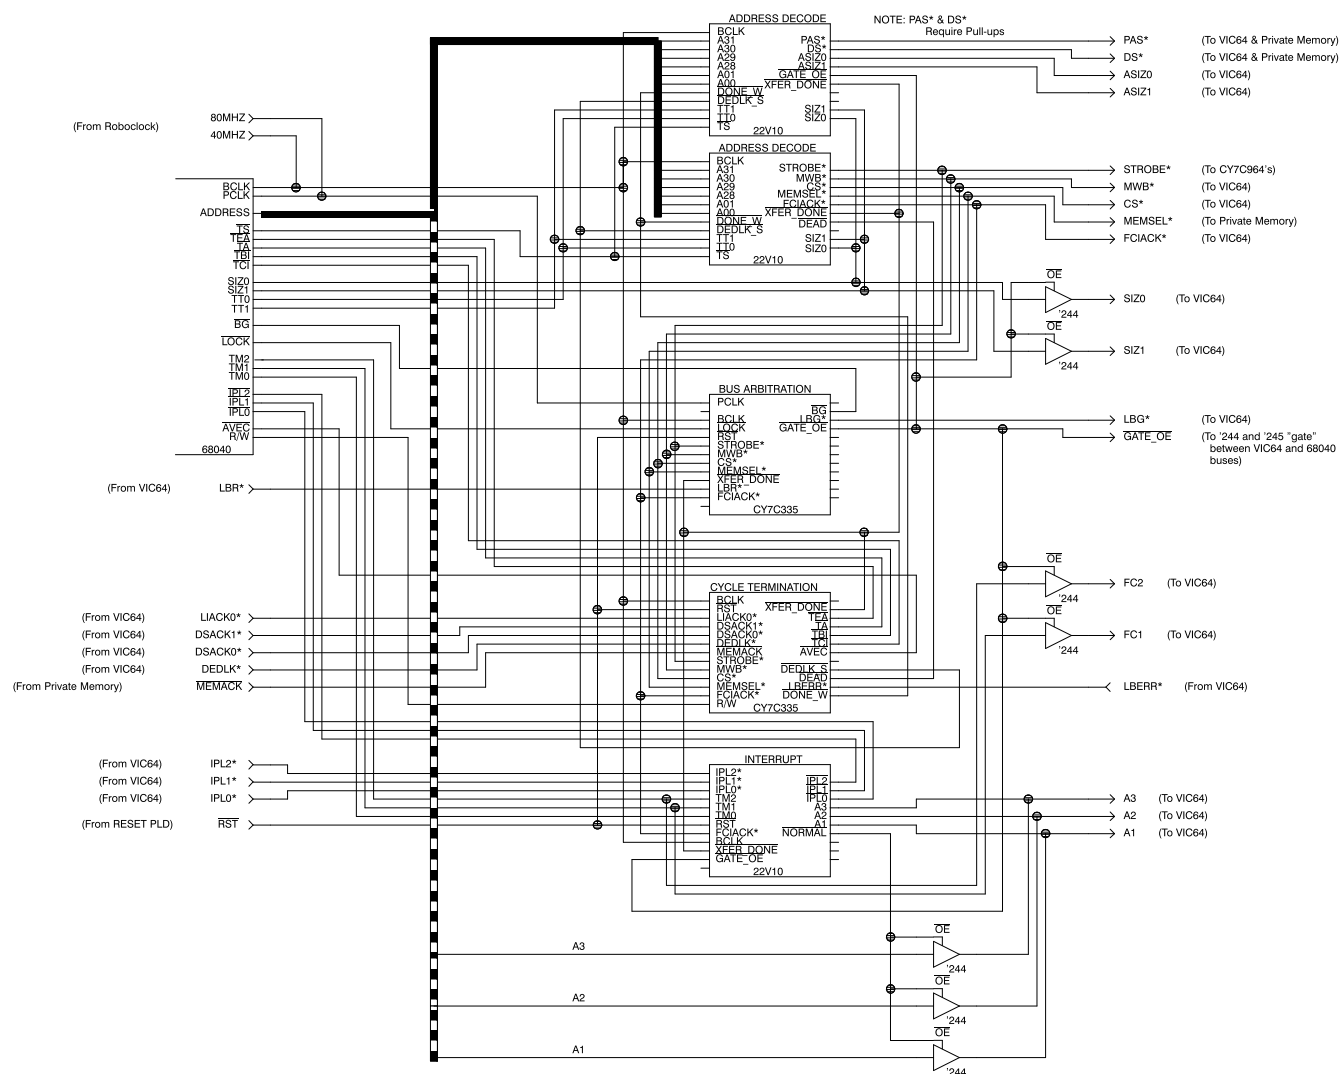 ADDRESS DECODE
BCLK
A31
A30
A29
A28
A01
A00
DONE_W
DEDLK_S
TT1
TT0
TS
PAS*
DS*
ASIZ0
ASIZ1
GATE_OE
XFER_DONE
SIZ1
SIZ0
22V10
NOTE: PAS* & DS*
Require Pull-ups
PAS* (To VIC64 & Private Memory)
DS* (To VIC64 & Private Memory)
ASIZ0 (To VIC64)
ASIZ1 (To VIC64)
(From Roboclock)
80MHZ
40MHZ
ADDRESS DECODE
BCLK
A31
A30
A29
A28
A01
A00
DONE_W
DEDLK_S
TT1
TT0
TS
STROBE*
MWB*
CS*
MEMSEL*
FCIACK*
XFER_DONE
DEAD
SIZ1
SIZ0
22V10
STROBE* (To CY7C964's)
MWB* (To VIC64)
CS* (To VIC64)
MEMSEL* (To Private Memory)
FCIACK* (To VIC64)
BCLK
PCLK
ADDRESS
TS
TEA
TA
TBI
TCI
SIZ0
SIZ1
TT0
TT1
BG
LOCK
TM2
TM1
TM0
IPL2
IPL1
IPL0
AVEC
R/W
68040
OE
'244
SIZ0 (To VIC64)
OE
'244
SIZ1 (To VIC64)
BUS ARBITRATION
PCLK
BCLK
LOCK
RST
STROBE*
MWB*
CS*
MEMSEL*
XFER_DONE
LBR*
FCIACK*
BG
LBG*
GATE_OE
CY7C335
LBG* (To VIC64)
GATE_OE (To '244 and '245 "gate"
between VIC64 and 68040
buses)
(From VIC64) LBR*
OE
'244
FC2 (To VIC64)
OE
'244
FC1 (To VIC64)
CYCLE TERMINATION
BCLK
RST
LIACK0*
DSACK1*
DSACK0*
DEDLK*
MEMACK
STROBE*
MWB*
CS*
MEMSEL*
FCIACK*
R/W
XFER_DONE
TEA
TA
TBI
TCI
AVEC
DEDLK_S
DEAD
LBERR*
DONE_W
CY7C335
(From VIC64) LIACK0*
(From VIC64) DSACK1*
(From VIC64) DSACK0*
(From VIC64) DEDLK*
(From Private Memory) MEMACK
LBERR* (From VIC64)
INTERRUPT
IPL2*
IPL1*
IPL0*
TM2
TM1
TM0
RST
FCIACK*
BCLK
XFER_DONE
GATE_OE
IPL2
IPL1
IPL0
A3
A2
A1
NORMAL
22V10
(From VIC64) IPL2*
(From VIC64) IPL1*
(From VIC64) IPL0*
(From RESET PLD) RST
A3 (To VIC64)
A2 (To VIC64)
A1 (To VIC64)
A3
OE
'244
A2
OE
'244
A1
OE
'244